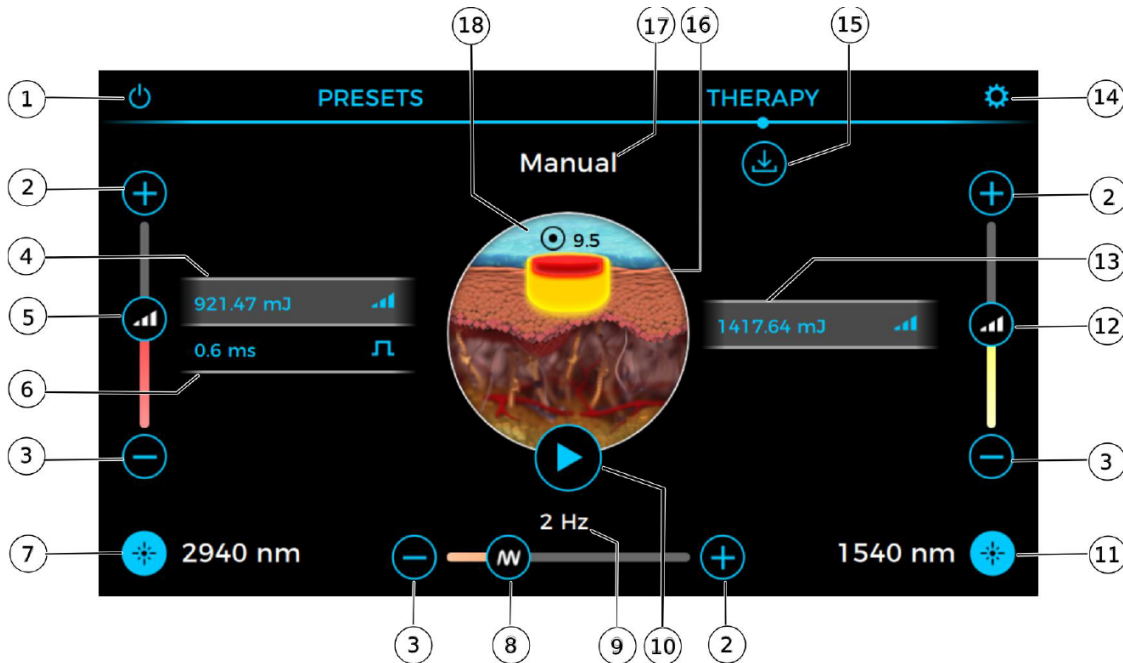 18 17 16 15
1 PRESETS THERAPY 14
Manual
2 2
9.5
4 921.47 mJ 13
5 1417.64 mJ 12
0.6 ms
6
3 3
2 Hz
7 2940 nm 1540 nm 11
3 8 9 10 2